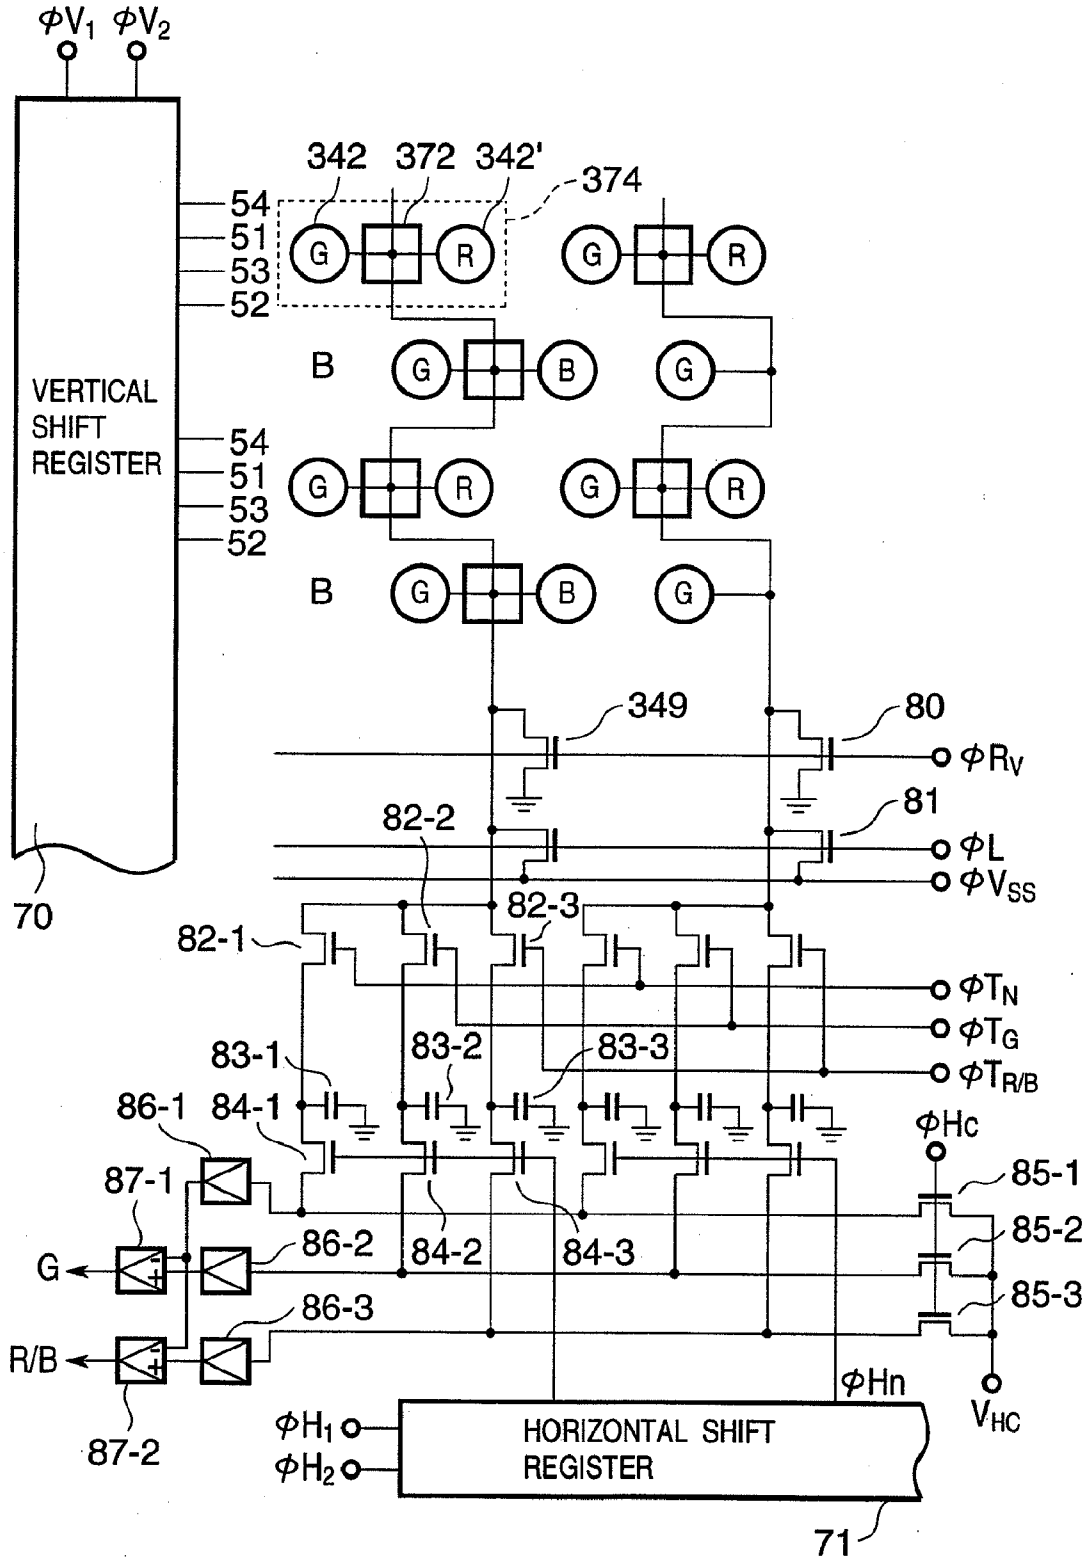 ϕV1 ϕV2
342 372 342' 374
54
51
53
52
G R G R
B G B G
VERTICAL
SHIFT
REGISTER
54
51
53
52
G R G R
B G B G
349 80
ϕRV
82-2 81
ϕL
ϕVSS
70
82-1 82-3
ϕTN
ϕTG
83-1 83-2 83-3
ϕTR/B
86-1 84-1
ϕHC
87-1 85-1
86-2 84-2 84-3 85-2
- +
G
86-3 85-3
- +
R/B
ϕHn
VHC
87-2
ϕH1
ϕH2
HORIZONTAL SHIFT
REGISTER
71